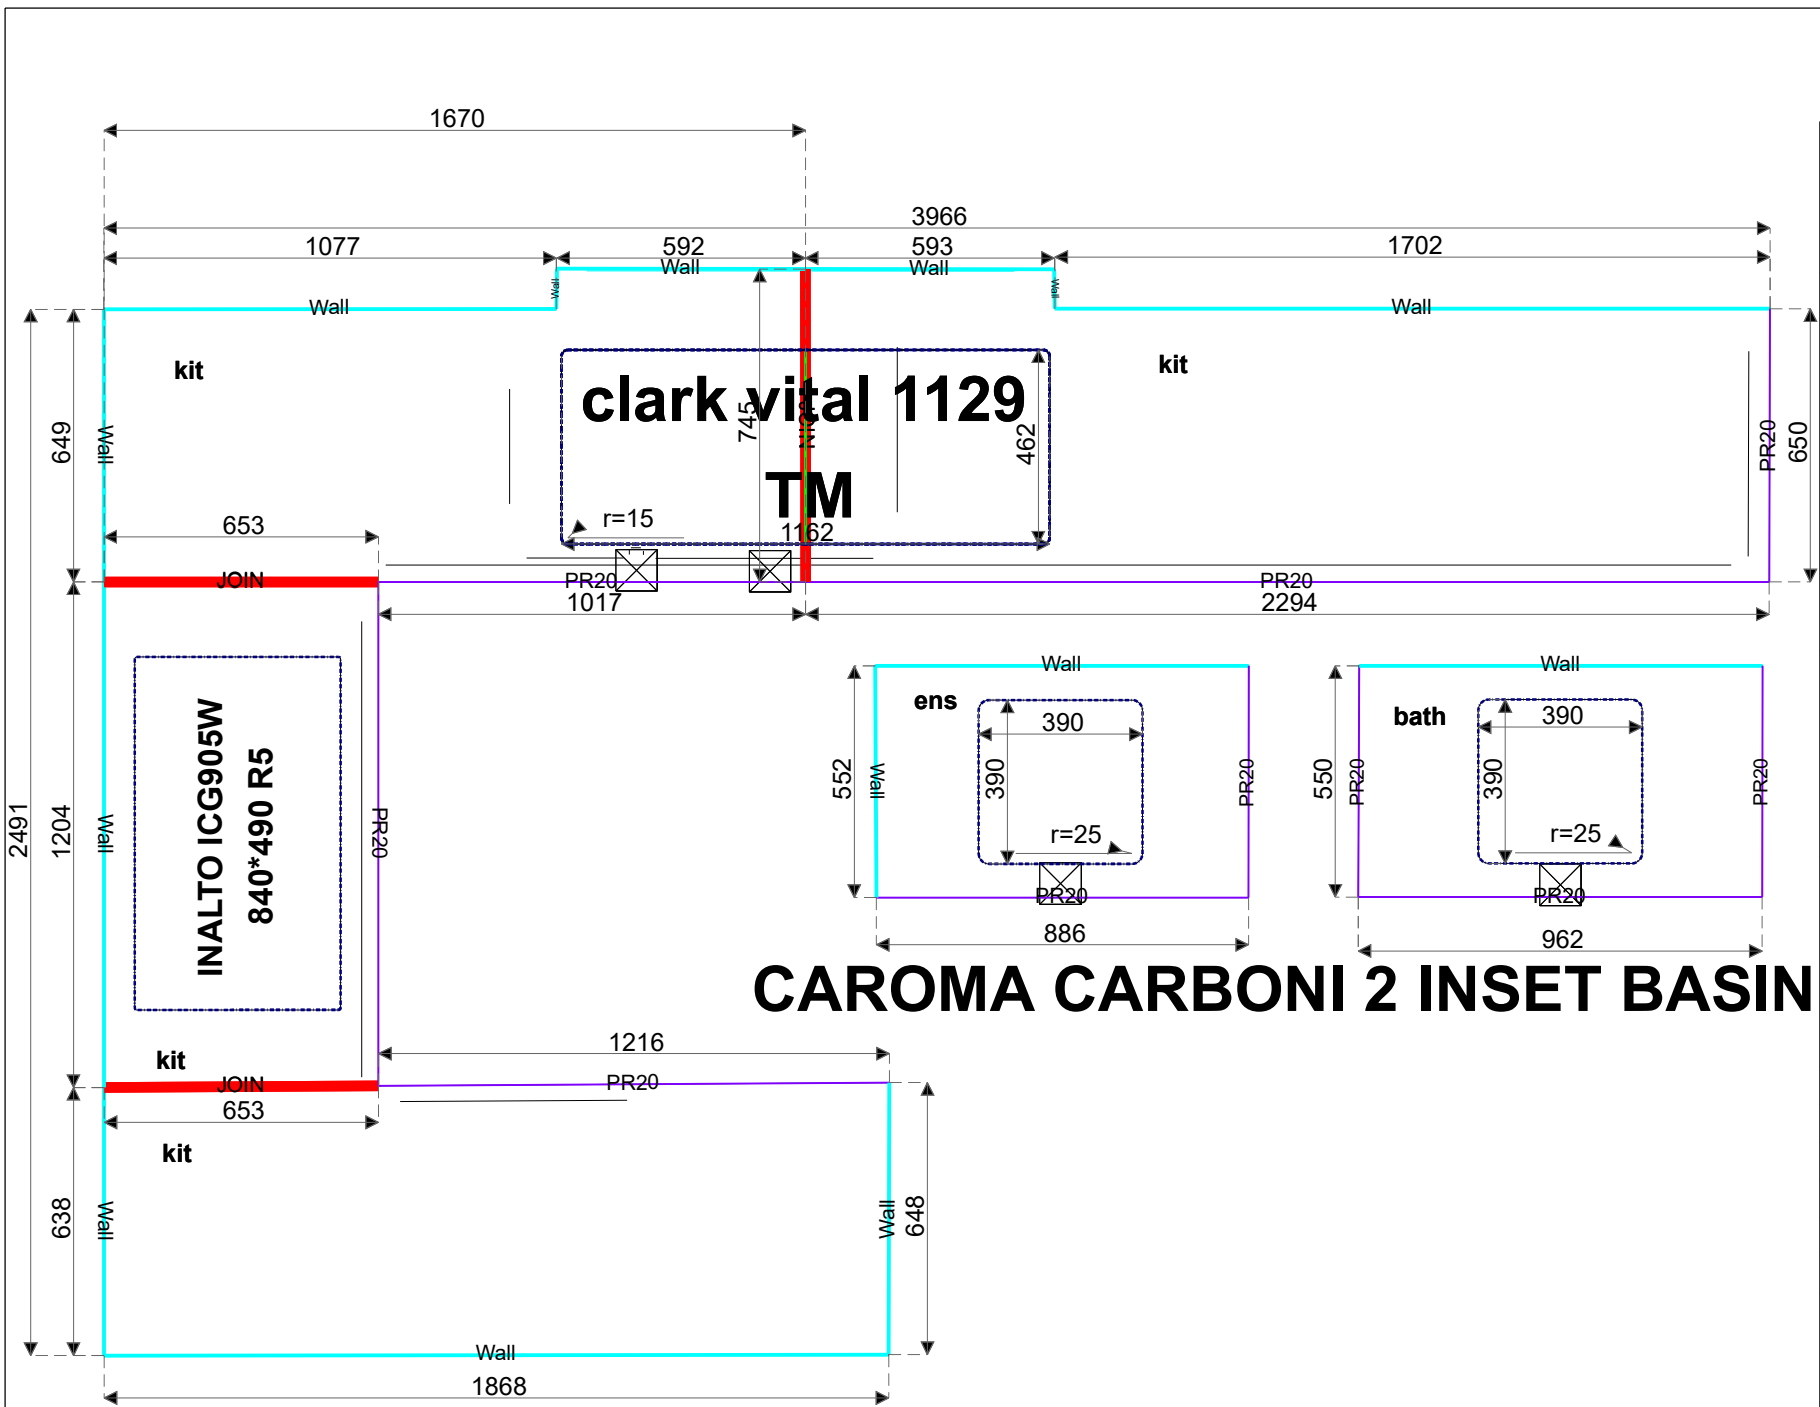 1670
3966
1077
592
593
1702
Wall
Wall
Wall
Wall
Wall
Wall
kit
kit
clark vital 1129
TM
745
JOIN
462
649
Wall
PR20
650
r=15
1162
653
JOIN
PR20
PR20
1017
2294
2491
1204
Wall
INALTO ICG905W
840*490 R5
PR20
kit
Wall
ens
390
390
552
Wall
PR20
r=25
PR20
886
Wall
bath
390
390
550
PR20
PR20
r=25
PR20
962
CAROMA CARBONI 2 INSET BASIN
1216
JOIN
PR20
653
kit
638
Wall
Wall
648
Wall
1868